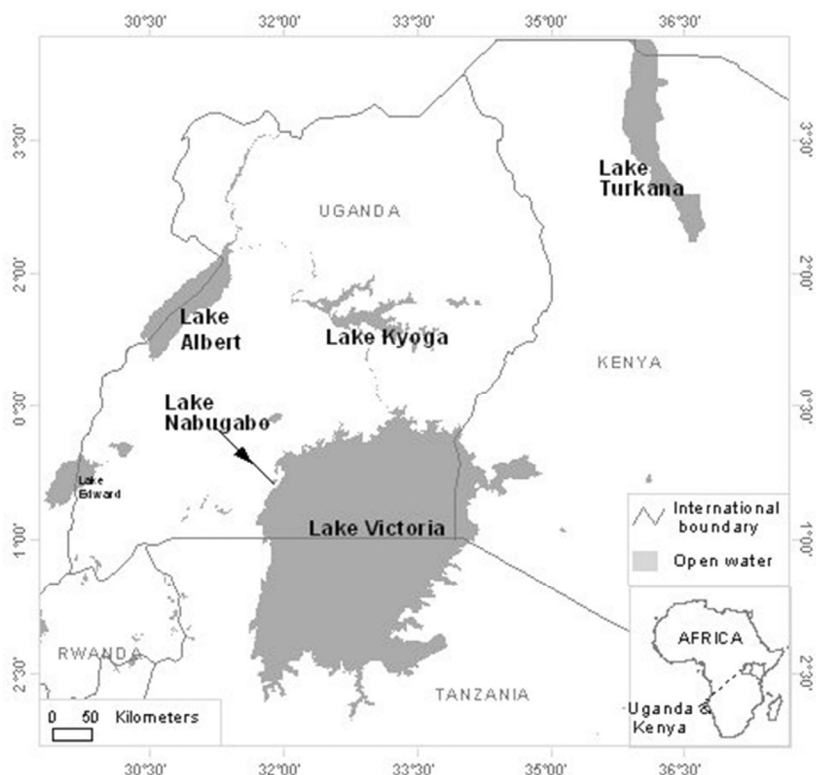 30°30'
32°00'
33°30'
35°00'
36°30'
3°30'
3°30'
Lake
Turkana
UGANDA
2°00'
2°00'
Lake
Albert
Lake Kyoga
KENYA
Lake
Nabugabo
0°30'
0°30'
Lake
Edward
International
boundary
Lake Victoria
1°00'
1°00'
Open water
AFRICA
RWANDA
2°30'
2°30'
TANZANIA
Uganda &
Kenya
0 50 Kilometers
30°30'
32°00'
33°30'
35°00'
36°30'